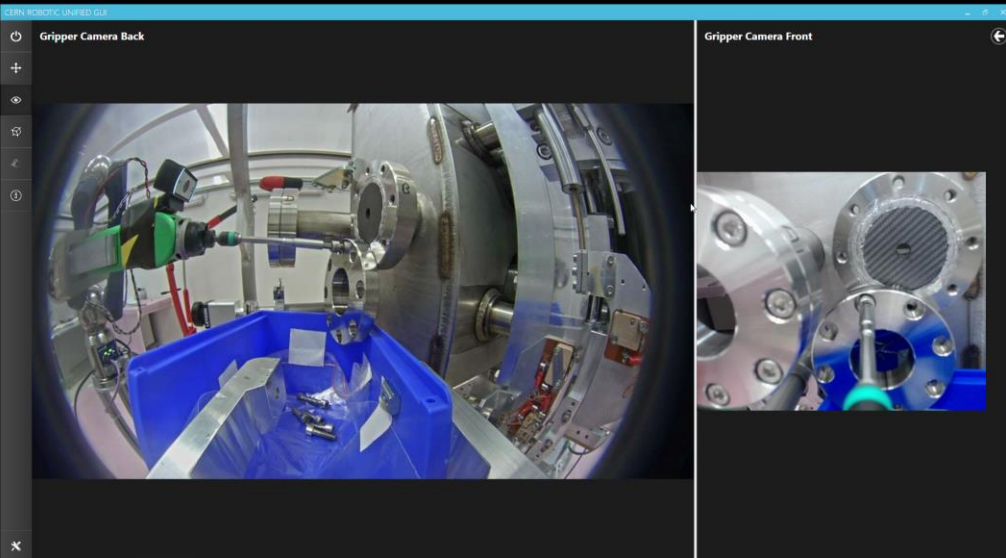 CERN ROBOTIC UNIFIED GUI
Gripper Camera Back
Gripper Camera Front